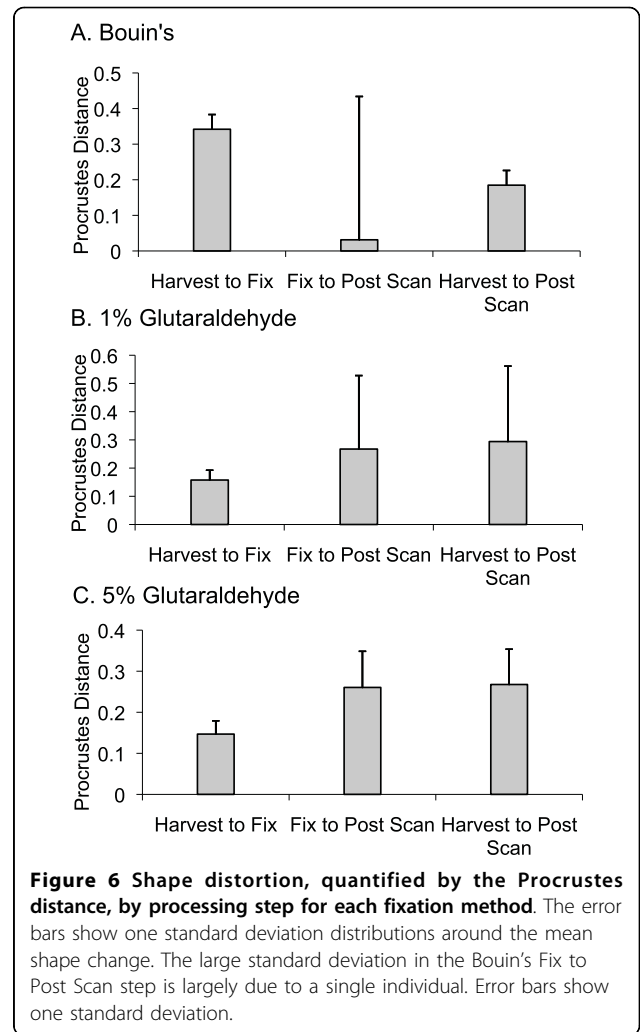 A. Bouin's
Procrustes Distance
0.5
0.4
0.3
0.2
0.1
0
Harvest to Fix Fix to Post Scan Harvest to Post
Scan
B. 1% Glutaraldehyde
Procrustes Distance
0.6
0.5
0.4
0.3
0.2
0.1
0
Harvest to Fix Fix to Post Scan Harvest to Post
Scan
C. 5% Glutaraldehyde
Procrustes Distance
0.4
0.3
0.2
0.1
0
Harvest to Fix Fix to Post Scan Harvest to Post
Scan
Figure 6 Shape distortion, quantified by the Procrustes
distance, by processing step for each fixation method. The error
bars show one standard deviation distributions around the mean
shape change. The large standard deviation in the Bouin's Fix to
Post Scan step is largely due to a single individual. Error bars show
one standard deviation.